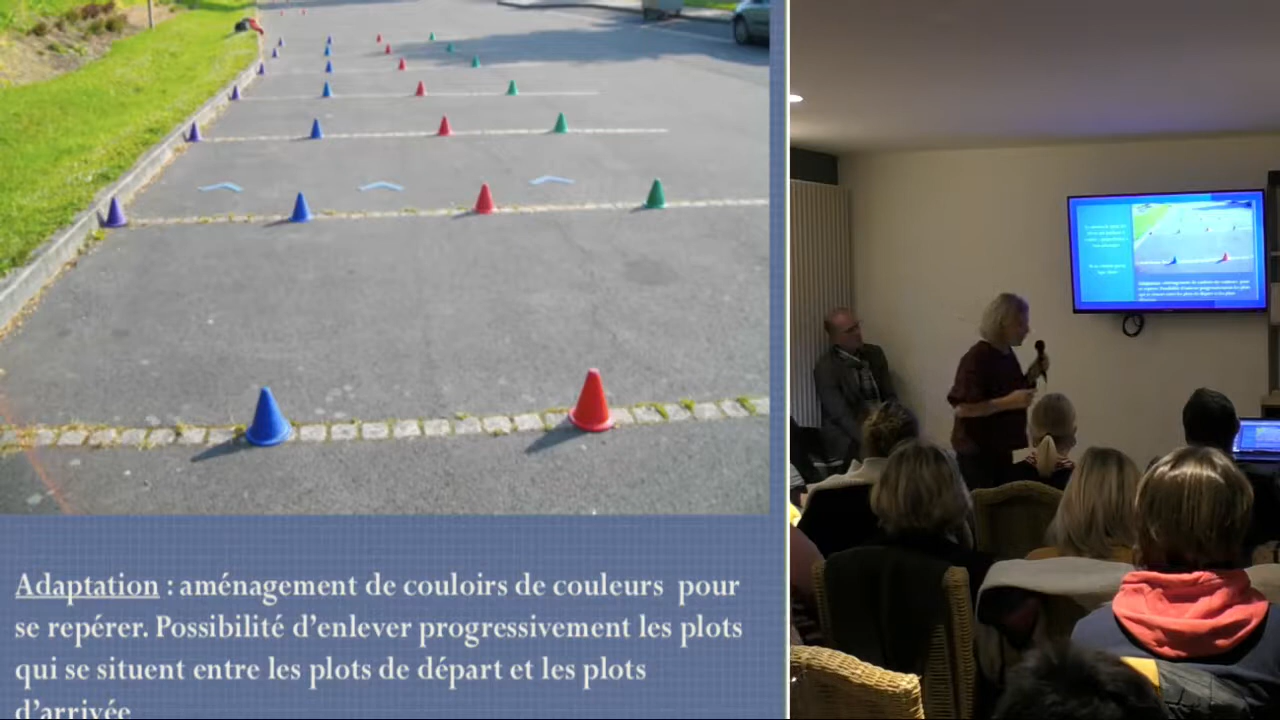 Adaptation : aménagement de couloirs de couleurs pour
se repérer. Possibilité d'enlever progressivement les plots
qui se situent entre les plots de départ et les plots
d'arrivée